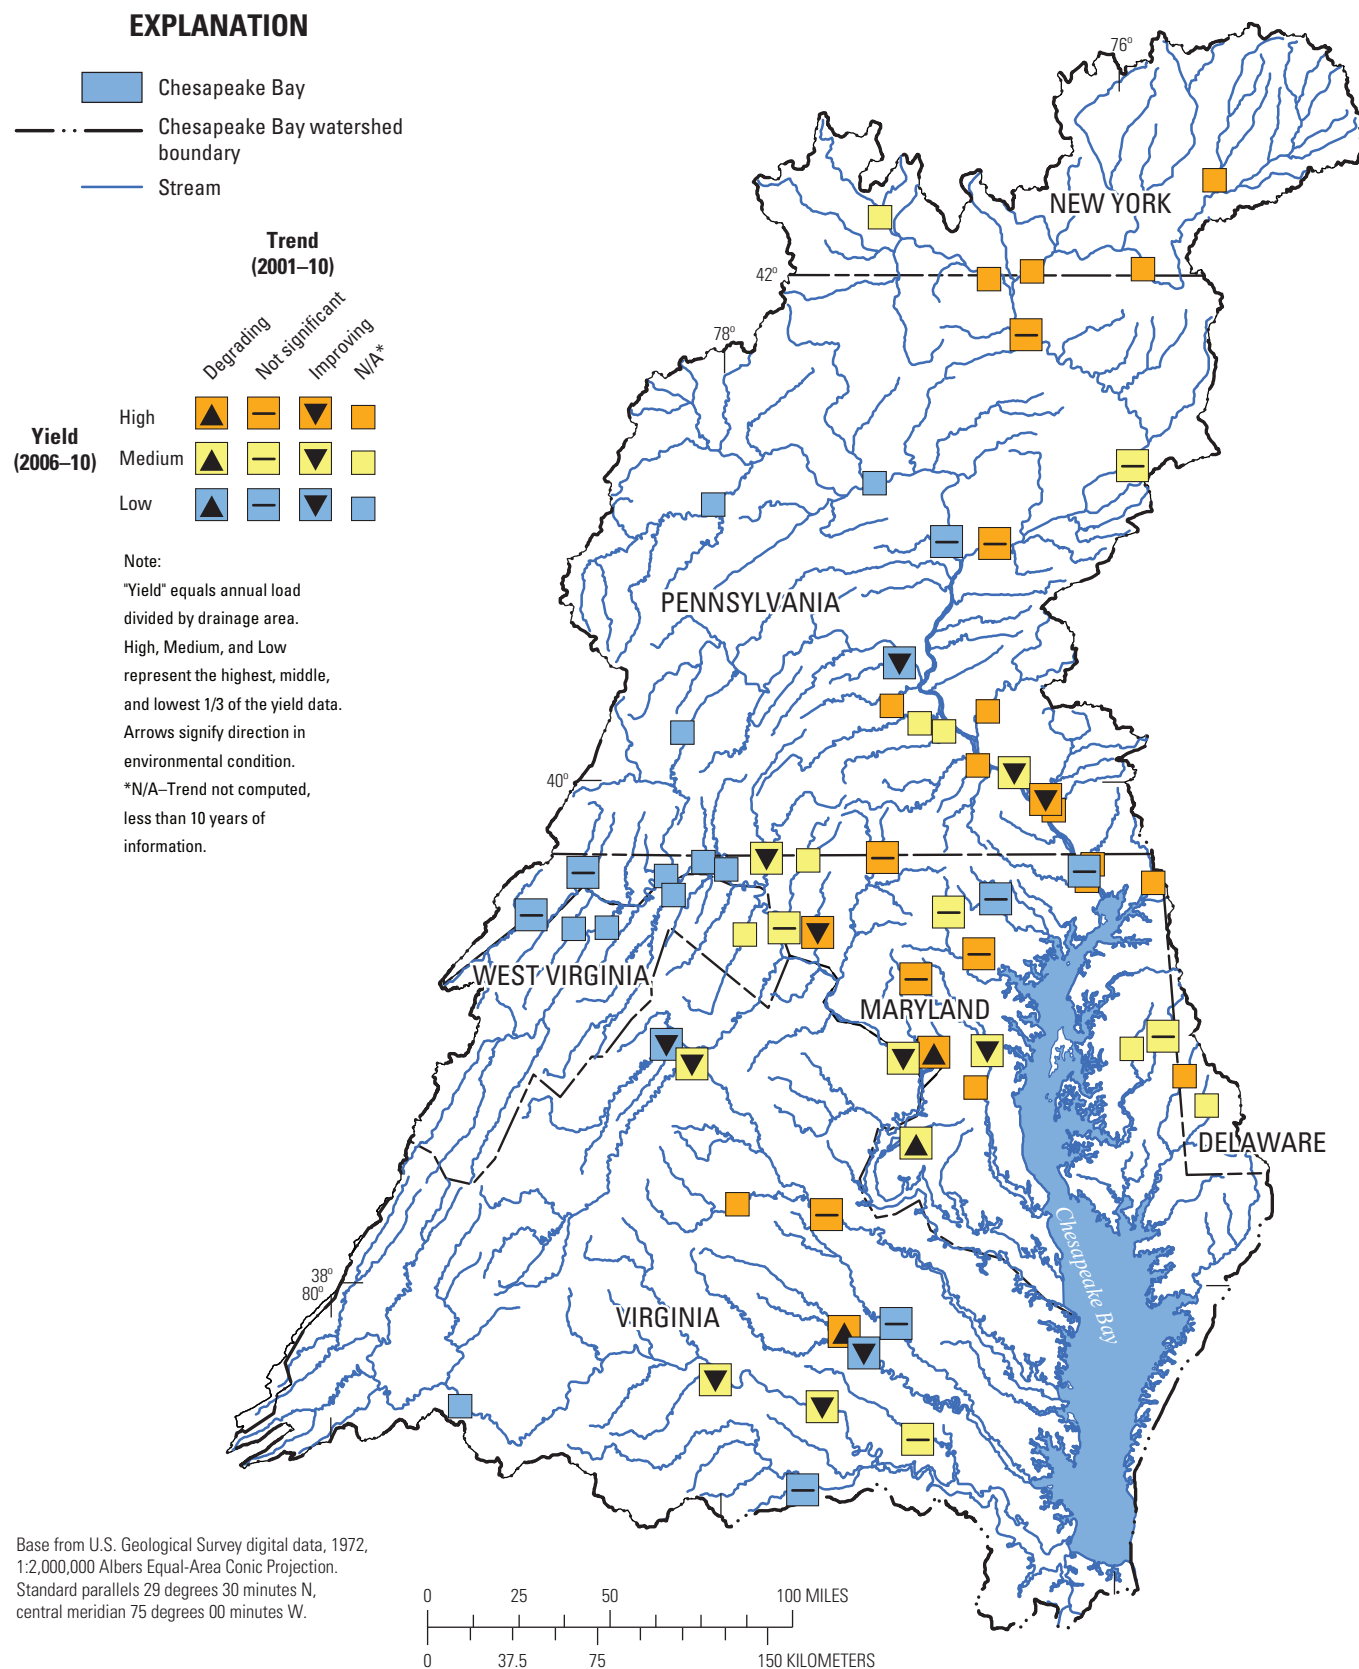 EXPLANATION
Chesapeake Bay
Chesapeake Bay watershed
boundary
Stream
Trend
(2001–10)
Degrading
Not significant
Improving
N/A*
Yield
(2006–10)
High
Medium
Low
Note:
"Yield" equals annual load
divided by drainage area.
High, Medium, and Low
represent the highest, middle,
and lowest 1/3 of the yield data.
Arrows signify direction in
environmental condition.
*N/A–Trend not computed,
less than 10 years of
information.
76°
NEW YORK
42°
78°
PENNSYLVANIA
40°
WEST VIRGINIA
MARYLAND
DELAWARE
Chesapeake Bay
38°
80°
VIRGINIA
Base from U.S. Geological Survey digital data, 1972,
1:2,000,000 Albers Equal-Area Conic Projection.
Standard parallels 29 degrees 30 minutes N,
central meridian 75 degrees 00 minutes W.
0 25 50 100 MILES
0 37.5 75 150 KILOMETERS